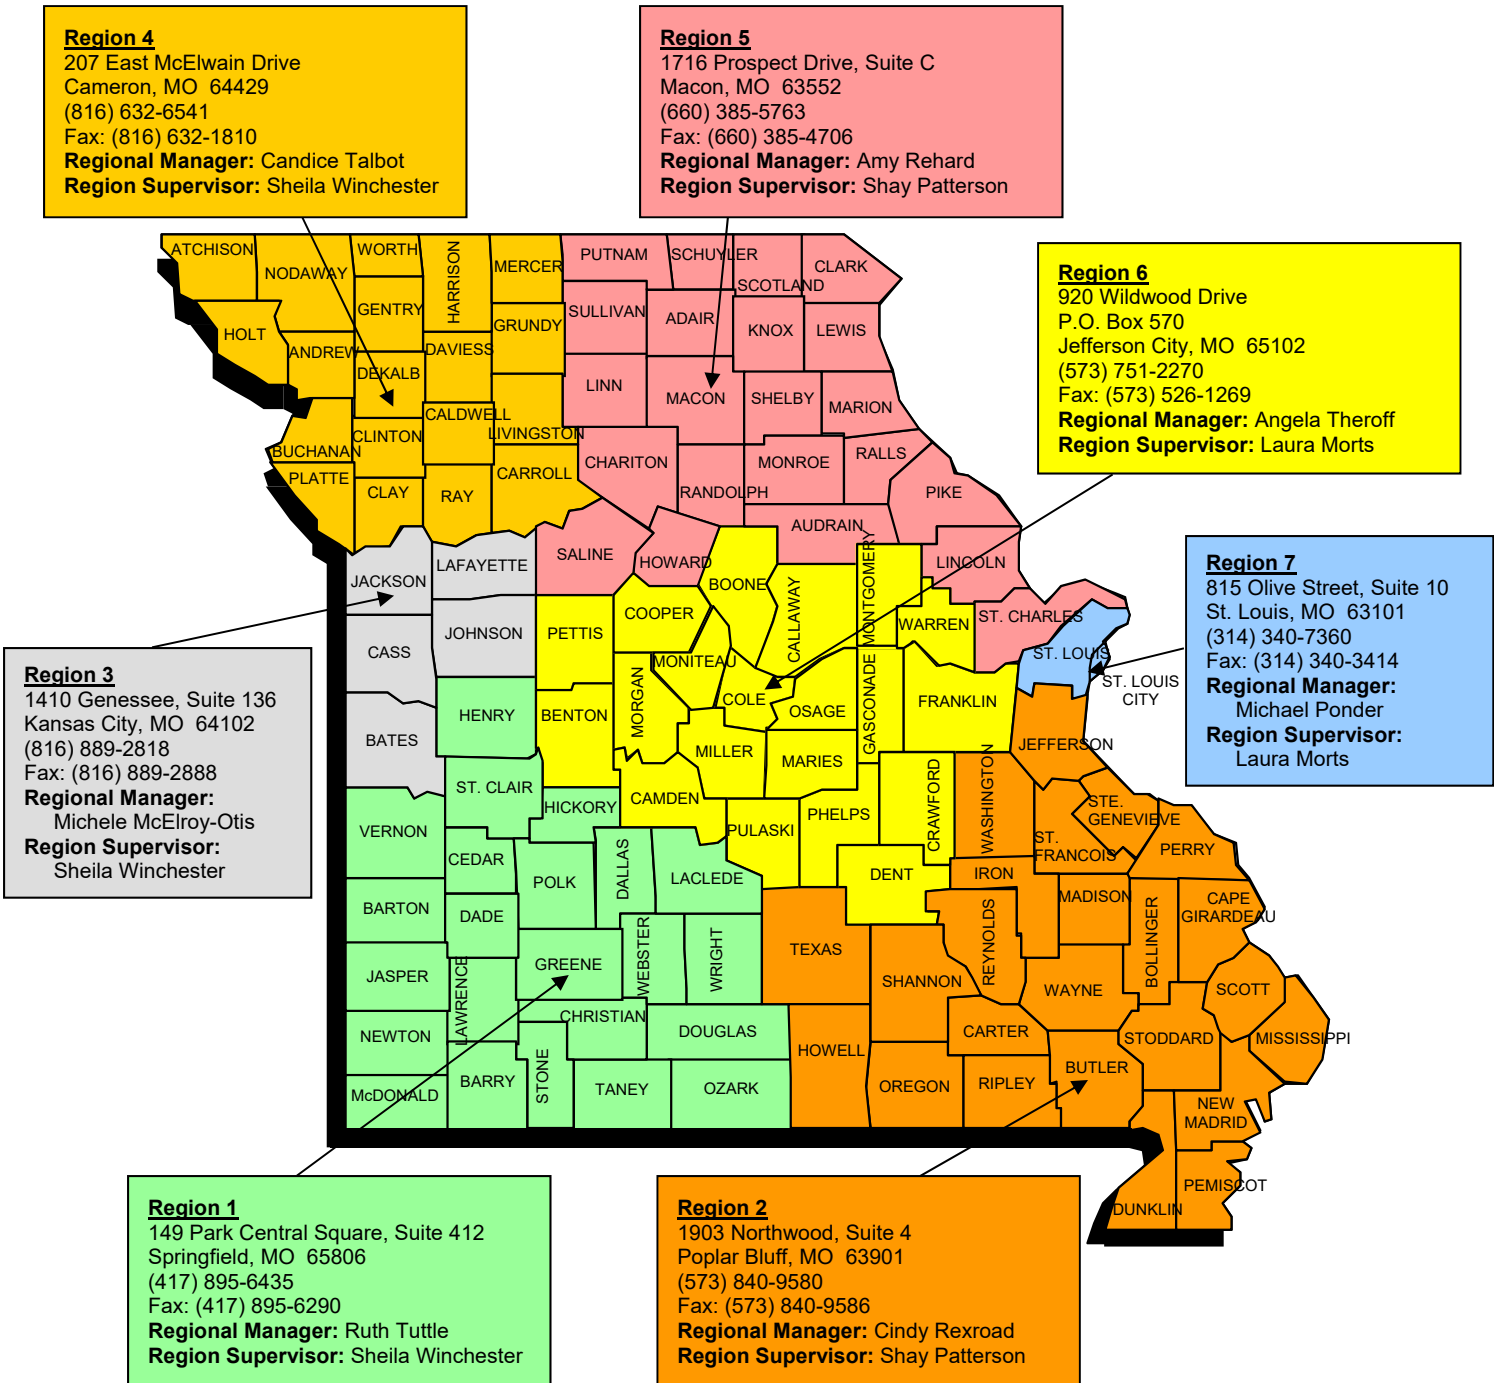 Region 4
207 East McElwain Drive
Cameron, MO  64429
(816) 632-6541
Fax: (816) 632-1810
Regional Manager: Candice Talbot
Region Supervisor: Sheila Winchester
Region 5
1716 Prospect Drive, Suite C
Macon, MO  63552
(660) 385-5763
Fax: (660) 385-4706
Regional Manager: Amy Rehard
Region Supervisor: Shay Patterson
Region 6
920 Wildwood Drive
P.O. Box 570
Jefferson City, MO  65102
(573) 751-2270
Fax: (573) 526-1269
Regional Manager: Angela Theroff
Region Supervisor: Laura Morts
Region 7
815 Olive Street, Suite 10
St. Louis, MO  63101
(314) 340-7360
Fax: (314) 340-3414
Regional Manager:
Michael Ponder
Region Supervisor:
Laura Morts
Region 3
1410 Genessee, Suite 136
Kansas City, MO  64102
(816) 889-2818
Fax: (816) 889-2888
Regional Manager:
Michele McElroy-Otis
Region Supervisor:
Sheila Winchester
ATCHISON
NODAWAY
WORTH
HARRISON
MERCER
PUTNAM
SCHUYLER
SCOTLAND
CLARK
HOLT
GENTRY
GRUNDY
SULLIVAN
ADAIR
KNOX
LEWIS
ANDREW
DEKALB
DAVIESS
LINN
MACON
SHELBY
MARION
BUCHANAN
CLINTON
CALDWELL
LIVINGSTON
CHARITON
RANDOLPH
MONROE
RALLS
PLATTE
CLAY
RAY
CARROLL
PIKE
AUDRAIN
JACKSON
LAFAYETTE
SALINE
HOWARD
BOONE
CALLAWAY
MONTGOMERY
LINCOLN
CASS
JOHNSON
PETTIS
COOPER
MONITEAU
WARREN
ST. CHARLES
ST. LOUIS
ST. LOUIS
CITY
BATES
HENRY
BENTON
MORGAN
COLE
OSAGE
GASCONADE
FRANKLIN
JEFFERSON
MILLER
MARIES
VERNON
ST. CLAIR
HICKORY
CAMDEN
PULASKI
PHELPS
CRAWFORD
WASHINGTON
STE.
GENEVIEVE
ST.
FRANCOIS
PERRY
BARTON
CEDAR
POLK
DALLAS
LACLEDE
DENT
IRON
MADISON
BOLLINGER
CAPE
GIRARDEAU
DADE
JASPER
LAWRENCE
GREENE
WEBSTER
WRIGHT
TEXAS
SHANNON
REYNOLDS
WAYNE
SCOTT
NEWTON
CHRISTIAN
DOUGLAS
HOWELL
CARTER
STODDARD
MISSISSIPPI
McDONALD
BARRY
STONE
TANEY
OZARK
OREGON
RIPLEY
BUTLER
NEW
MADRID
PEMISCOT
DUNKLIN
Region 1
149 Park Central Square, Suite 412
Springfield, MO  65806
(417) 895-6435
Fax: (417) 895-6290
Regional Manager: Ruth Tuttle
Region Supervisor: Sheila Winchester
Region 2
1903 Northwood, Suite 4
Poplar Bluff, MO  63901
(573) 840-9580
Fax: (573) 840-9586
Regional Manager: Cindy Rexroad
Region Supervisor: Shay Patterson